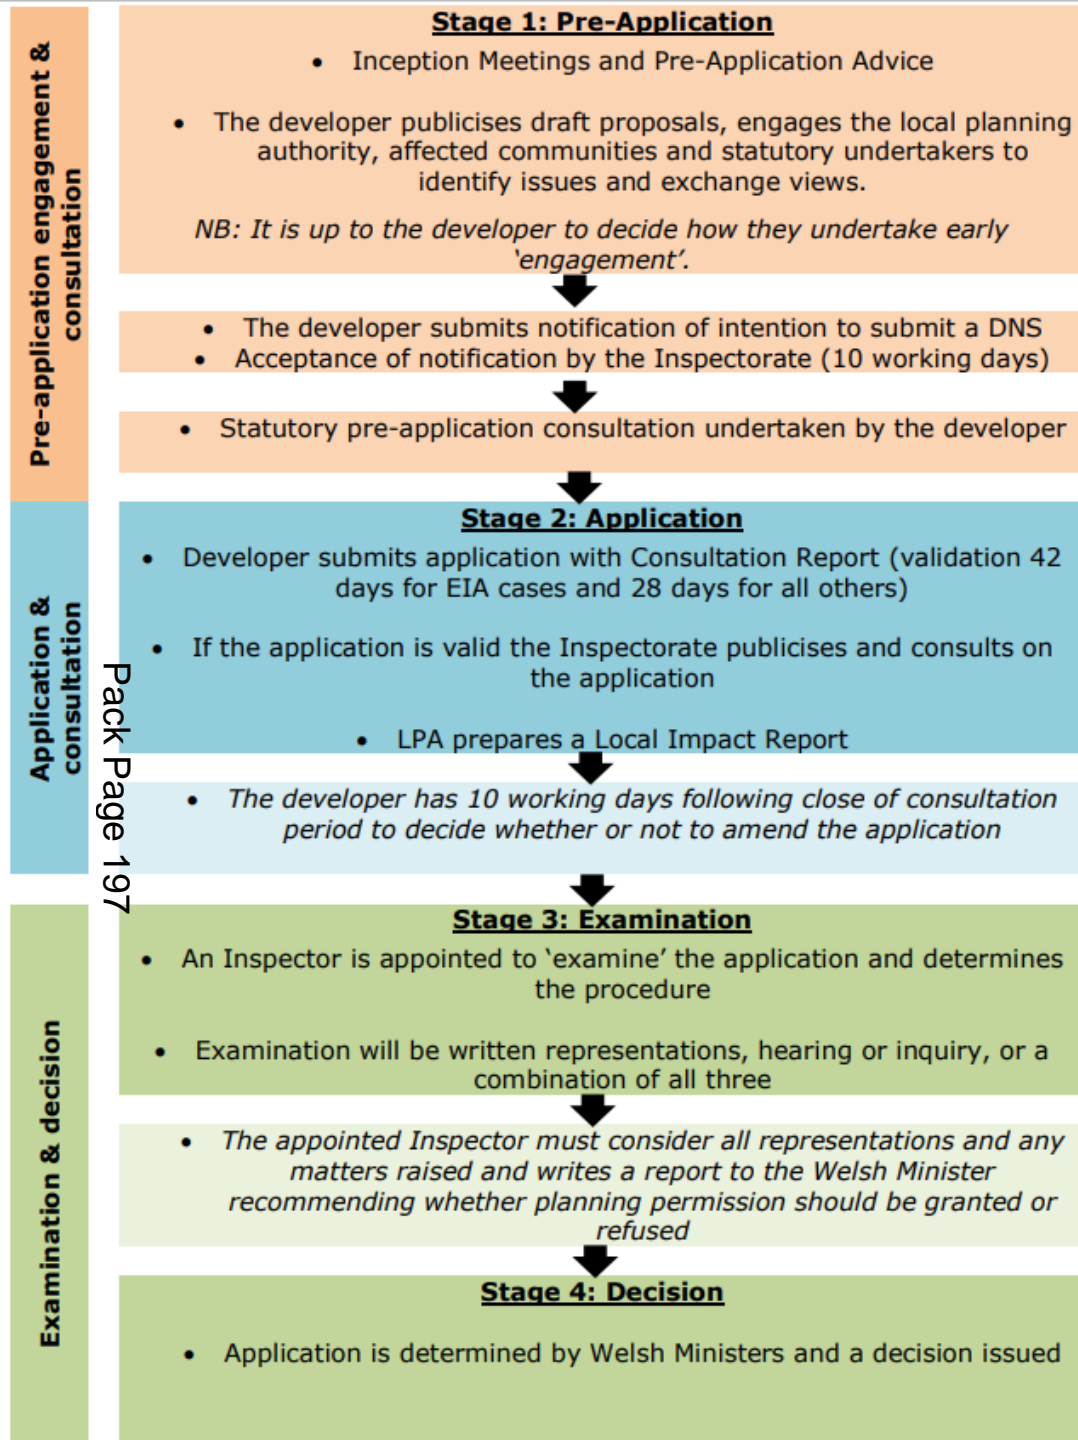 Pre-application engagement &
consultation
Stage 1: Pre-Application
• Inception Meetings and Pre-Application Advice
• The developer publicises draft proposals, engages the local planning
authority, affected communities and statutory undertakers to
identify issues and exchange views.
NB: It is up to the developer to decide how they undertake early
‘engagement’.
• The developer submits notification of intention to submit a DNS
• Acceptance of notification by the Inspectorate (10 working days)
• Statutory pre-application consultation undertaken by the developer
Application &
consultation
Stage 2: Application
• Developer submits application with Consultation Report (validation 42
days for EIA cases and 28 days for all others)
• If the application is valid the Inspectorate publicises and consults on
the application
• LPA prepares a Local Impact Report
• The developer has 10 working days following close of consultation
period to decide whether or not to amend the application
Pack Page 197
Examination & decision
Stage 3: Examination
• An Inspector is appointed to ‘examine’ the application and determines
the procedure
• Examination will be written representations, hearing or inquiry, or a
combination of all three
• The appointed Inspector must consider all representations and any
matters raised and writes a report to the Welsh Minister
recommending whether planning permission should be granted or
refused
Stage 4: Decision
• Application is determined by Welsh Ministers and a decision issued